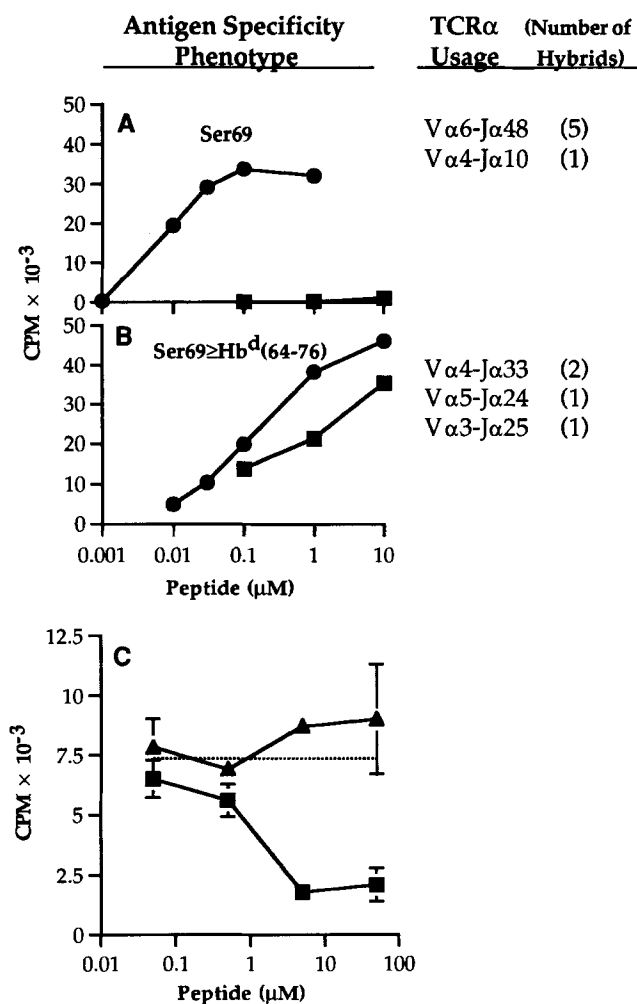 Antigen Specificity Phenotype
TCRα Usage
(Number of Hybrids)
A
Ser69
50
40
30
20
10
0
Vα6-Jα48 (5)
Vα4-Jα10 (1)
CPM × 10⁻³
B
Ser69≥Hbᵈ(64-76)
50
40
30
20
10
0
Vα4-Jα33 (2)
Vα5-Jα24 (1)
Vα3-Jα25 (1)
0.001 0.01 0.1 1 10
Peptide (μM)
C
12.5
10
7.5
5
2.5
0
CPM × 10⁻³
0.01 0.1 1 10 100
Peptide (μM)